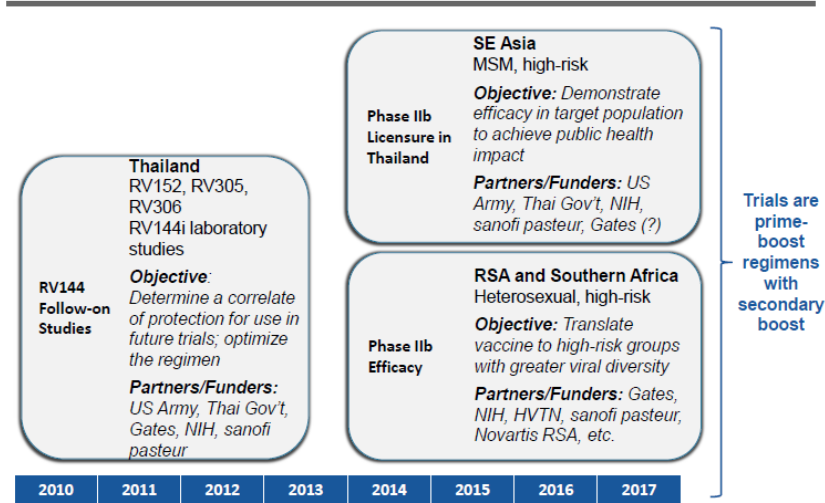 RV144
Follow-on
Studies
Thailand
RV152, RV305,
RV306
RV144i laboratory
studies
Objective:
Determine a correlate
of protection for use in
future trials; optimize
the regimen
Partners/Funders:
US Army, Thai Gov't,
Gates, NIH, sanofi
pasteur
Phase IIb
Licensure in
Thailand
SE Asia
MSM, high-risk
Objective: Demonstrate
efficacy in target population
to achieve public health
impact
Partners/Funders: US
Army, Thai Gov't, NIH,
sanofi pasteur, Gates (?)
Phase IIb
Efficacy
RSA and Southern Africa
Heterosexual, high-risk
Objective: Translate
vaccine to high-risk groups
with greater viral diversity
Partners/Funders: Gates,
NIH, HVTN, sanofi pasteur,
Novartis RSA, etc.
Trials are
prime-
boost
regimens
with
secondary
boost
2010 2011 2012 2013 2014 2015 2016 2017